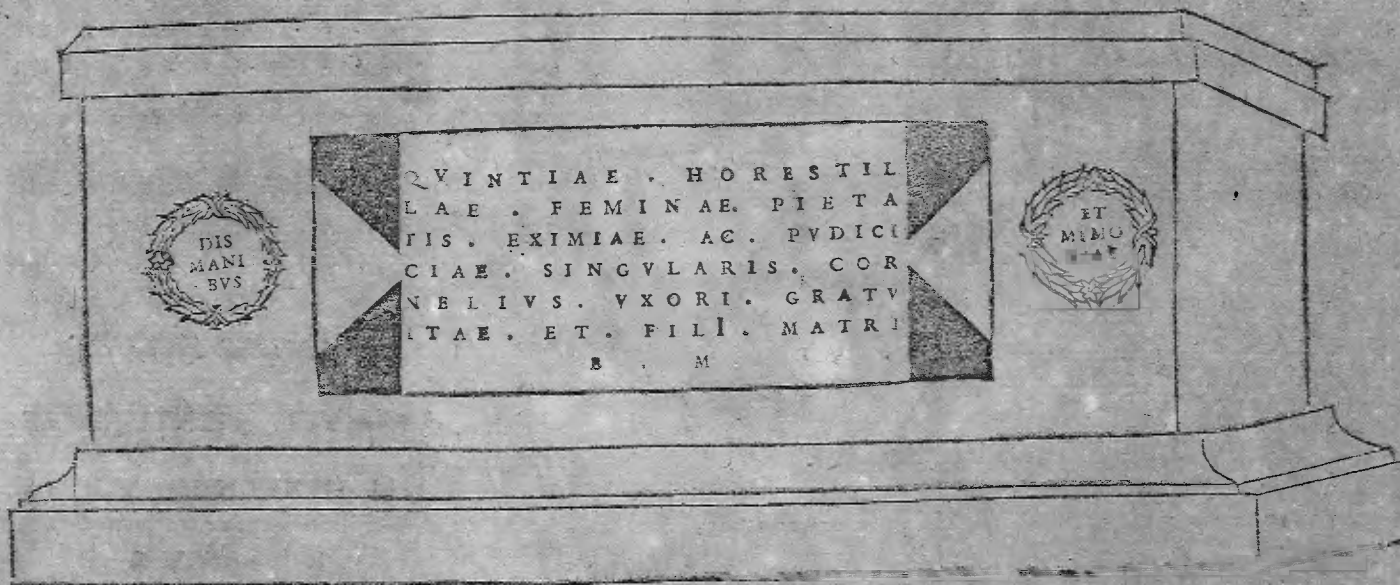 DIS
MANI
. BVS
QVINTIAE . HORESTIL
LAE . FEMINAE. PIETA
TIS . EXIMIAE. AC. PVDICI
CIAE. SINGVLARIS. COR
NELIVS. VXORI. GRATV
ITAE. ET. FILI. MATRI
B . M
ET
MEMO